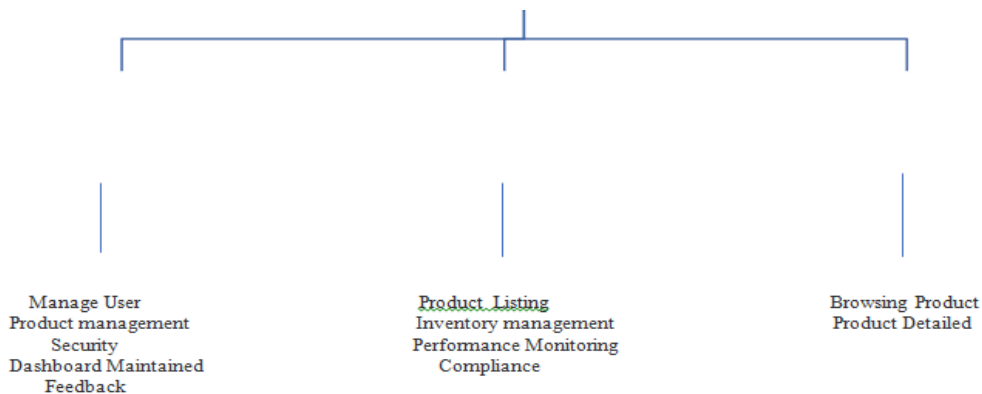 Manage User
Product management
Security
Dashboard Maintained
Feedback
Product Listing
Inventory management
Performance Monitoring
Compliance
Browsing Product
Product Detailed